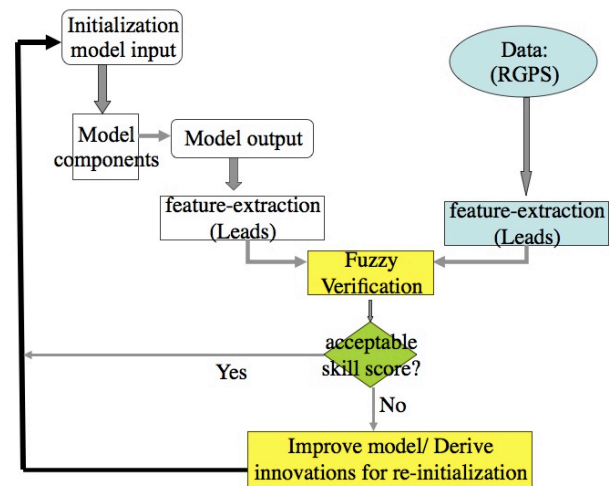 Initialization
model input
Data:
(RGPS)
Model
components
Model output
feature-extraction
(Leads)
feature-extraction
(Leads)
Fuzzy
Verification
acceptable
skill score?
Yes
No
Improve model/ Derive
innovations for re-initialization